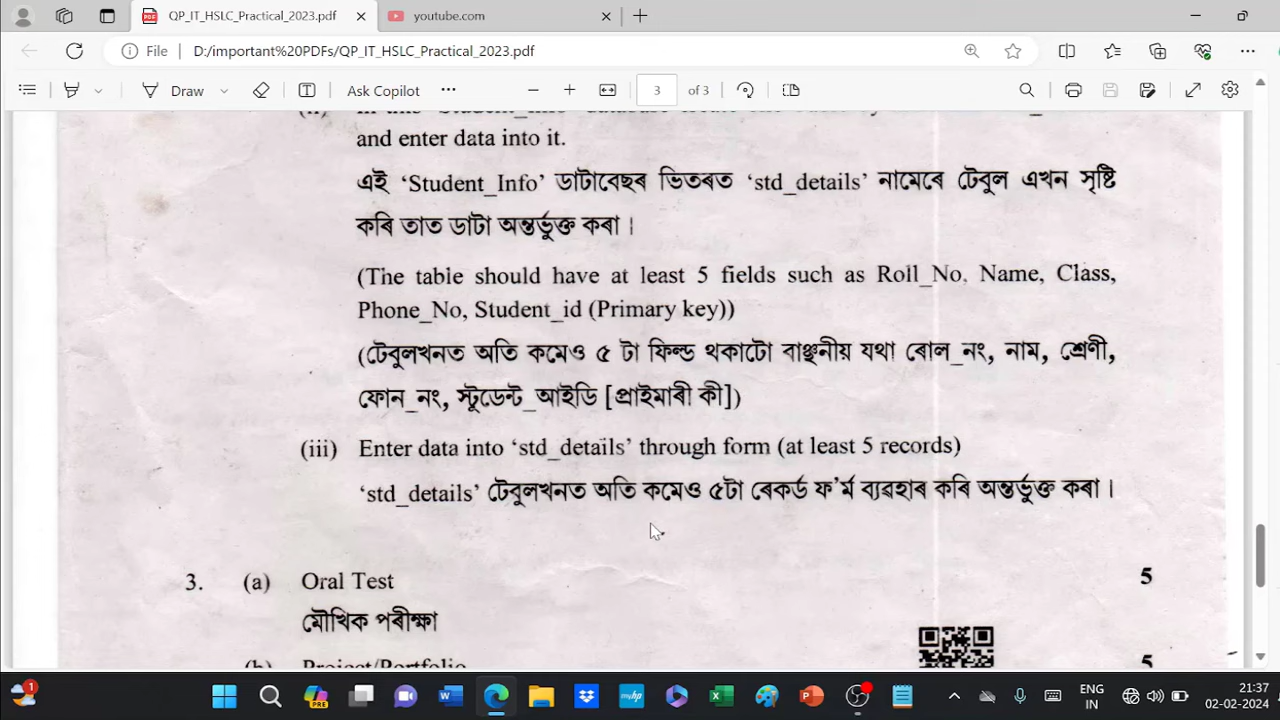 QP_IT_HSLC_Practical_2023.pdf
youtube.com
File D:/important%20PDFs/QP_IT_HSLC_Practical_2023.pdf
Draw Ask Copilot 3 of 3
and enter data into it.
এই ‘Student_Info’ ডাটাবেছৰ ভিতৰত ‘std_details’ নামেৰে টেবুল এখন সৃষ্টি
কৰি তাত ডাটা অন্তৰ্ভুক্ত কৰা ।
(The table should have at least 5 fields such as Roll_No, Name, Class,
Phone_No, Student_id (Primary key))
(টেবুলখনত অতি কমেও ৫ টা ফিল্ড থকাটো বাঞ্ছনীয় যথা ৰোল_নং, নাম, শ্ৰেণী,
ফোন_নং, স্টুডেন্ট_আইডি [প্ৰাইমাৰী কী])
(iii) Enter data into ‘std_details’ through form (at least 5 records)
‘std_details’ টেবুলখনত অতি কমেও ৫টা ৰেকৰ্ড ফ’ৰ্ম ব্যৱহাৰ কৰি অন্তৰ্ভুক্ত কৰা ।
3. (a) Oral Test 5
মৌখিক পৰীক্ষা
(b) Project/Portfolio 5
ENG
IN
21:37
02-02-2024